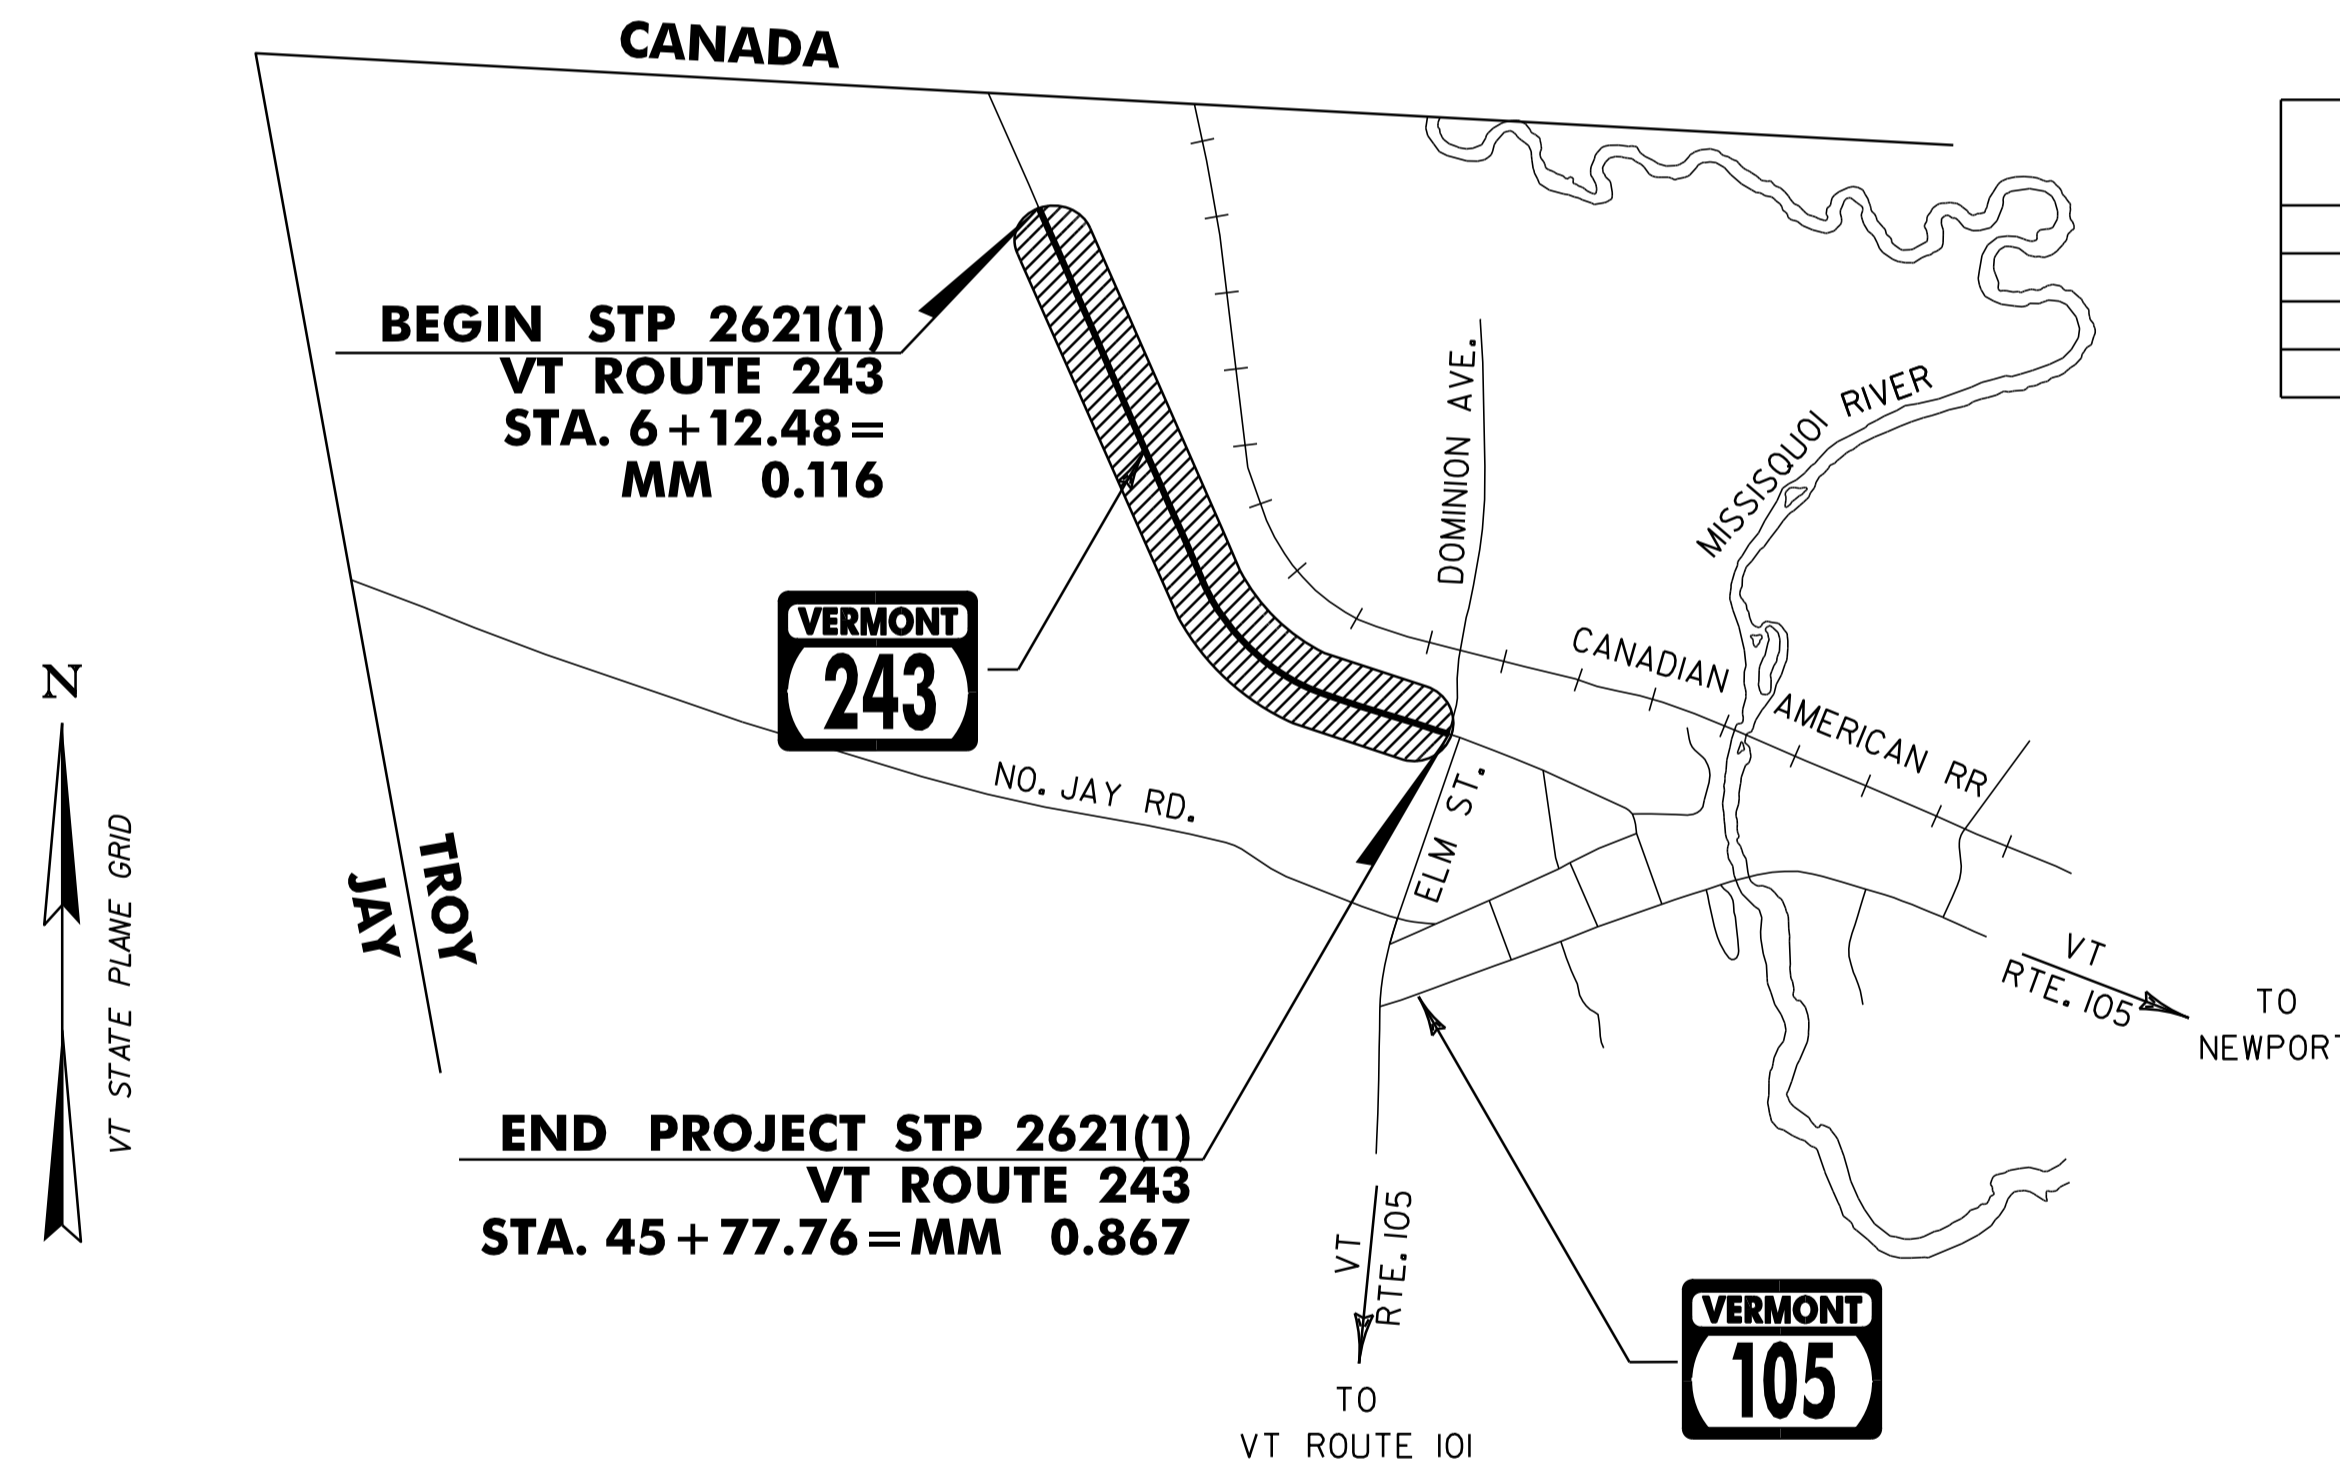 CANADA
BEGIN STP 2621(1)
VT ROUTE 243
STA. 6+12.48=
MM 0.116
DOMINION AVE.
MISSISQUOI RIVER
VERMONT
243
CANADIAN AMERICAN RR
N
VT STATE PLANE GRID
NO. JAY RD.
ELM ST.
TROY
JAY
VT
RTE. 105
TO
NEWPORT
END PROJECT STP 2621(1)
VT ROUTE 243
STA. 45+77.76=MM 0.867
VT
RTE. 105
TO
VT ROUTE 101
VERMONT
105